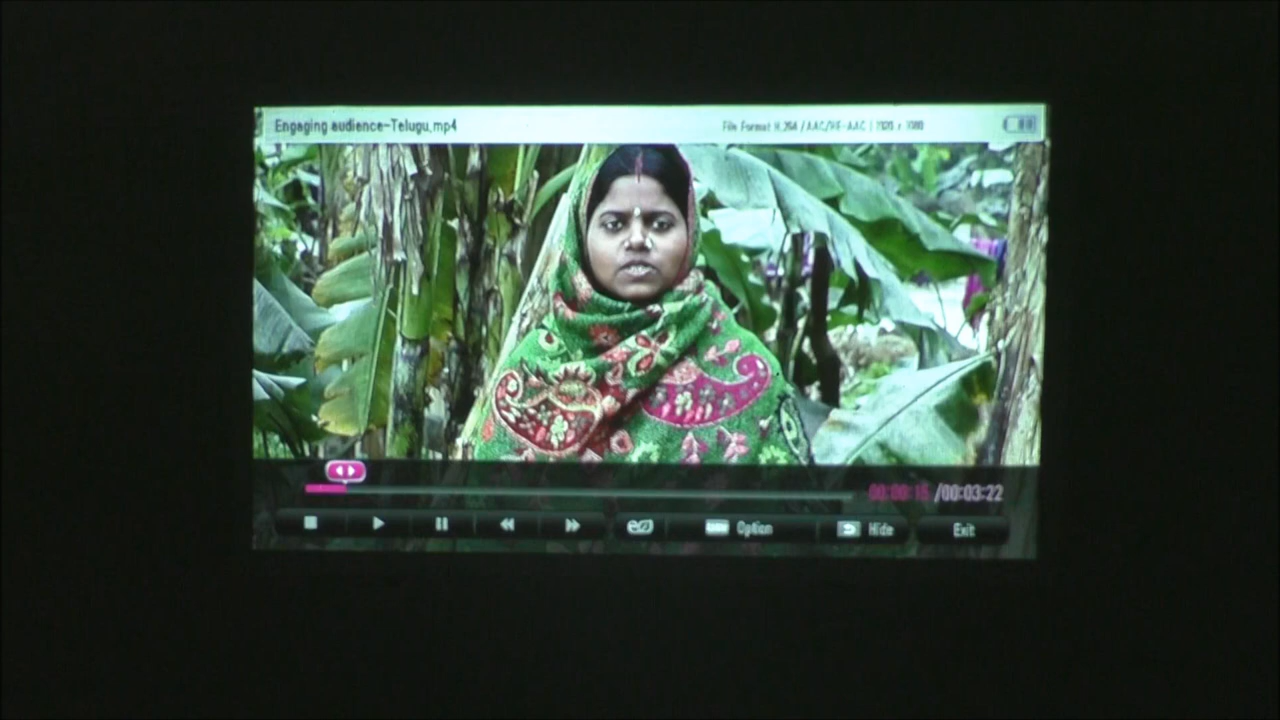 Engaging audience-Telugu.mp4
File Format H.264 / AAC/HE-AAC | 1920 x 1080
00:00:15 /00:03:22
Option Hide Exit